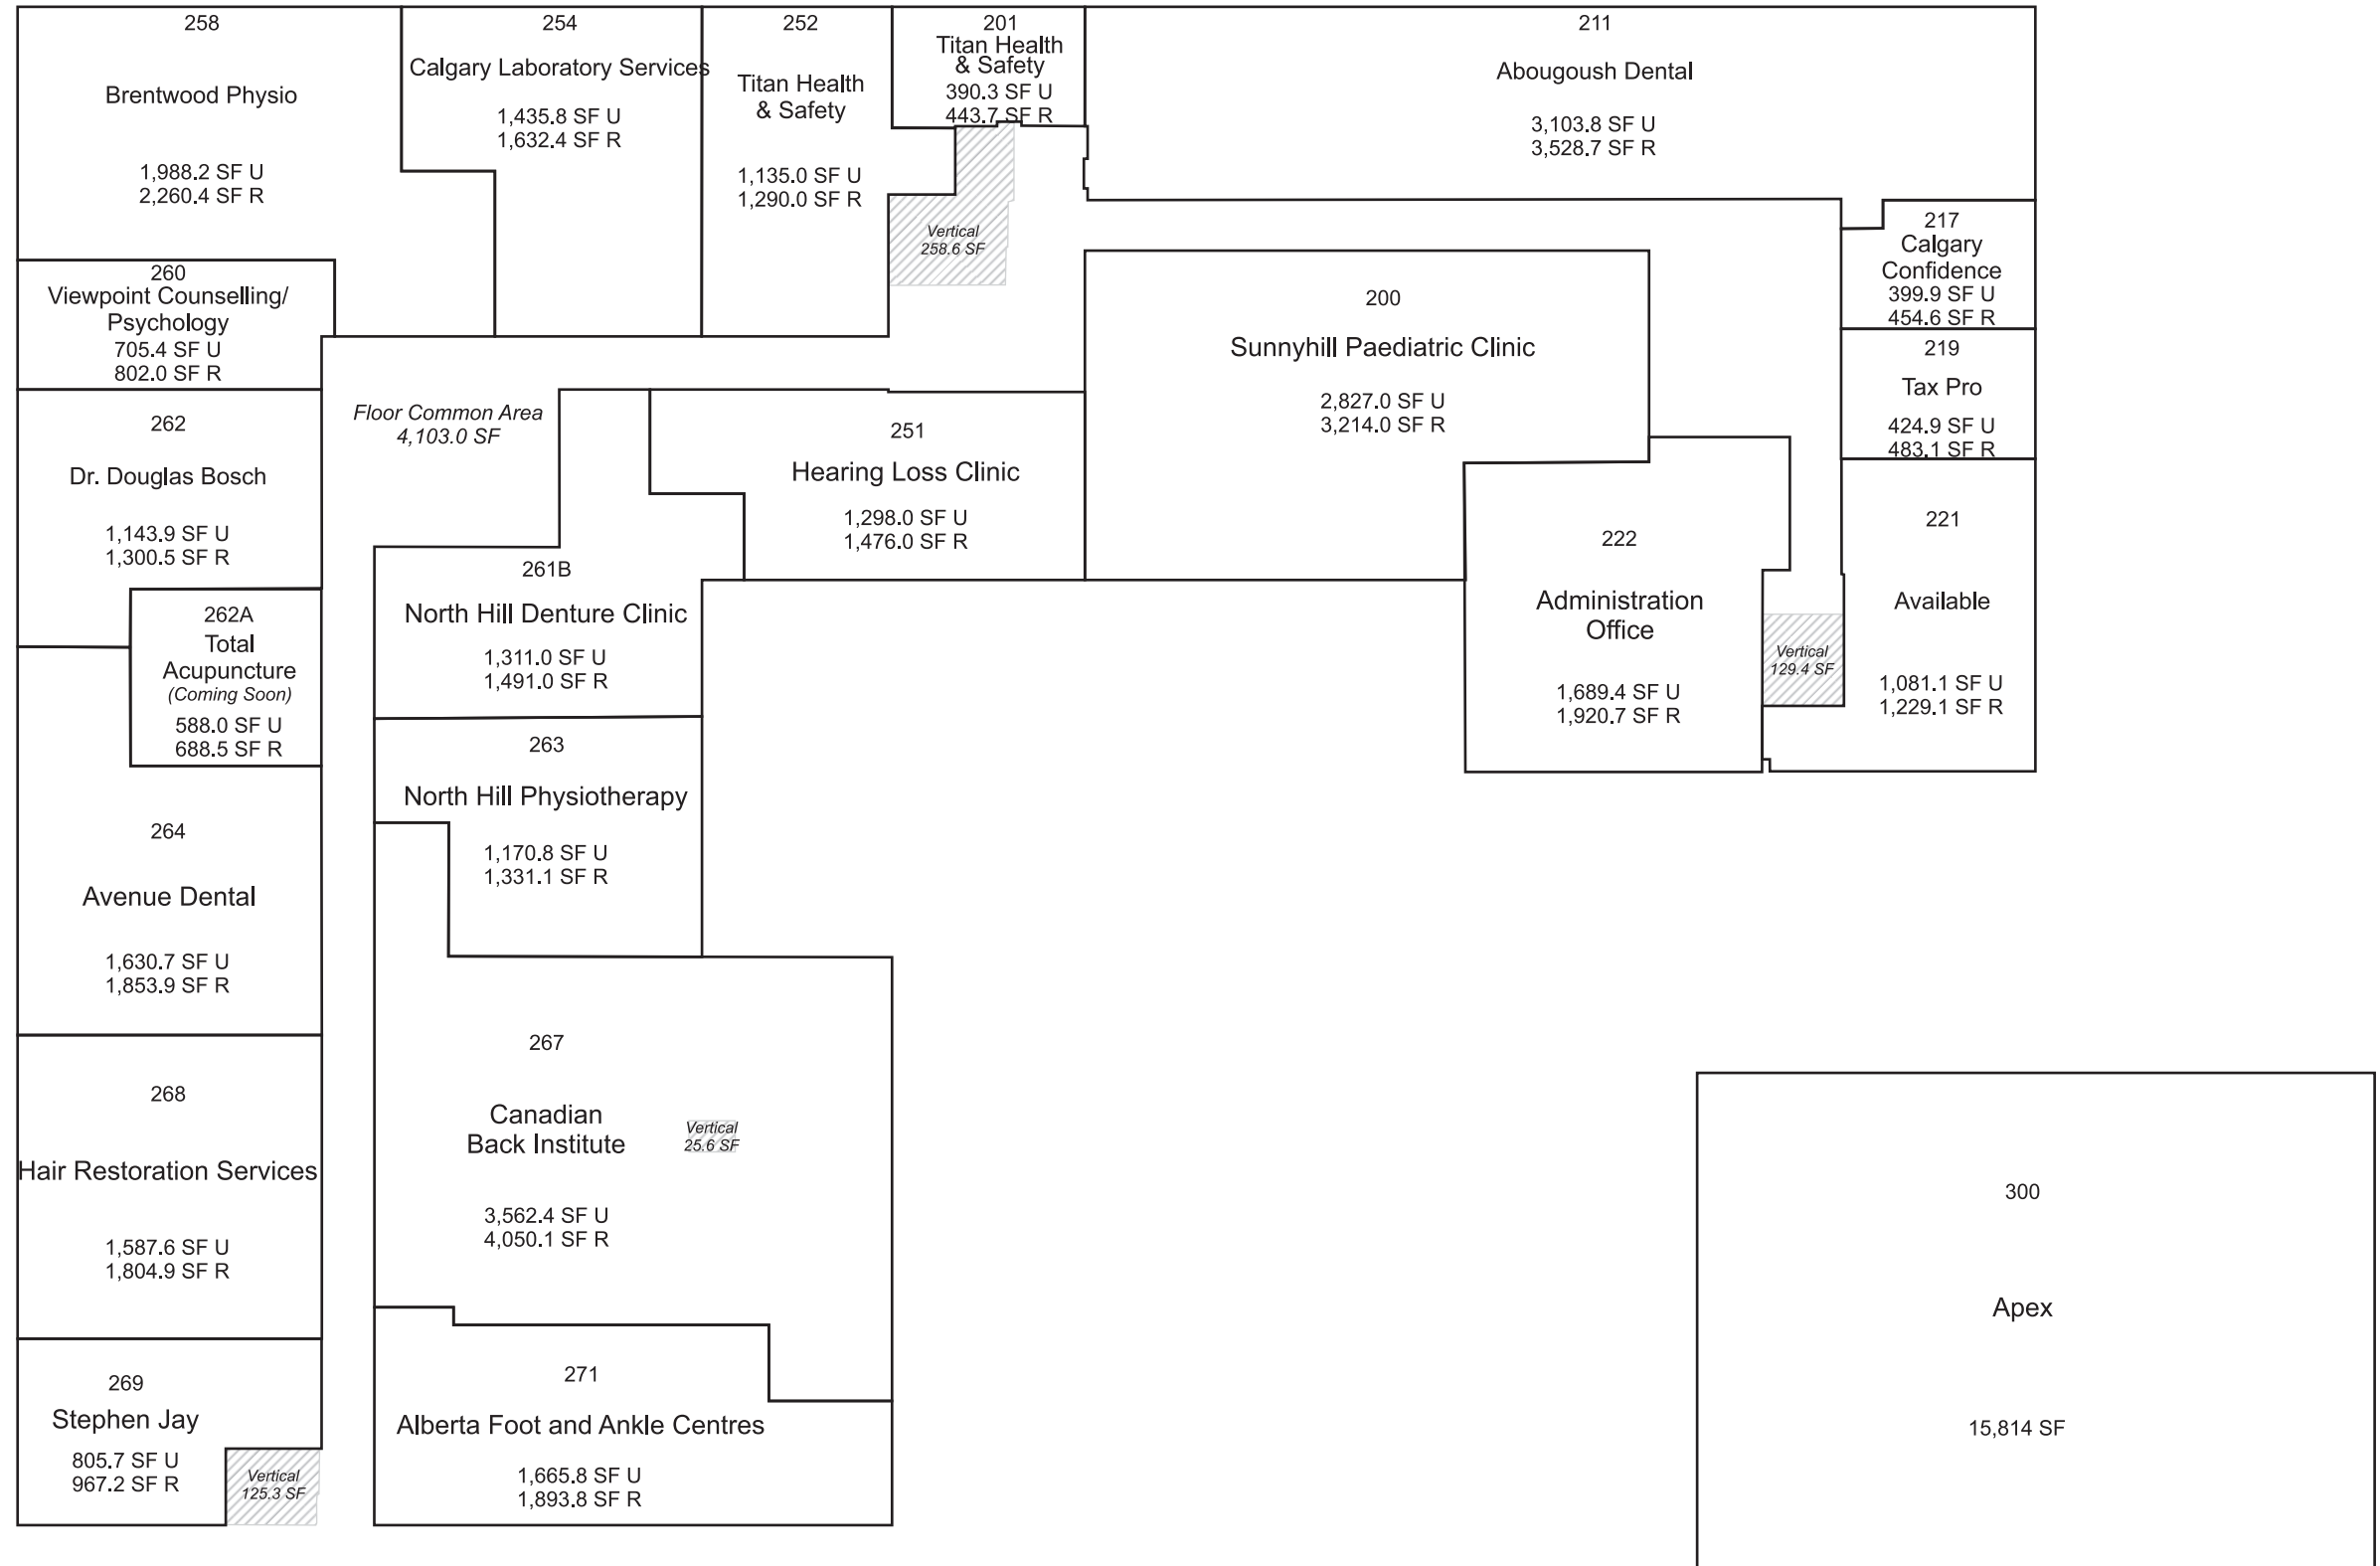 258
Brentwood Physio
1,988.2 SF U
2,260.4 SF R
254
Calgary Laboratory Services
1,435.8 SF U
1,632.4 SF R
252
Titan Health
& Safety
1,135.0 SF U
1,290.0 SF R
201
Titan Health
& Safety
390.3 SF U
443.7 SF R
Vertical
258.6 SF
211
Abougoush Dental
3,103.8 SF U
3,528.7 SF R
217
Calgary
Confidence
399.9 SF U
454.6 SF R
219
Tax Pro
424.9 SF U
483.1 SF R
221
Available
1,081.1 SF U
1,229.1 SF R
260
Viewpoint Counselling/
Psychology
705.4 SF U
802.0 SF R
262
Dr. Douglas Bosch
1,143.9 SF U
1,300.5 SF R
Floor Common Area
4,103.0 SF
251
Hearing Loss Clinic
1,298.0 SF U
1,476.0 SF R
200
Sunnyhill Paediatric Clinic
2,827.0 SF U
3,214.0 SF R
222
Administration
Office
1,689.4 SF U
1,920.7 SF R
Vertical
129.4 SF
262A
Total
Acupuncture
(Coming Soon)
588.0 SF U
688.5 SF R
261B
North Hill Denture Clinic
1,311.0 SF U
1,491.0 SF R
263
North Hill Physiotherapy
1,170.8 SF U
1,331.1 SF R
264
Avenue Dental
1,630.7 SF U
1,853.9 SF R
268
Hair Restoration Services
1,587.6 SF U
1,804.9 SF R
267
Canadian
Back Institute
3,562.4 SF U
4,050.1 SF R
Vertical
25.6 SF
269
Stephen Jay
805.7 SF U
967.2 SF R
Vertical
125.3 SF
271
Alberta Foot and Ankle Centres
1,665.8 SF U
1,893.8 SF R
300
Apex
15,814 SF